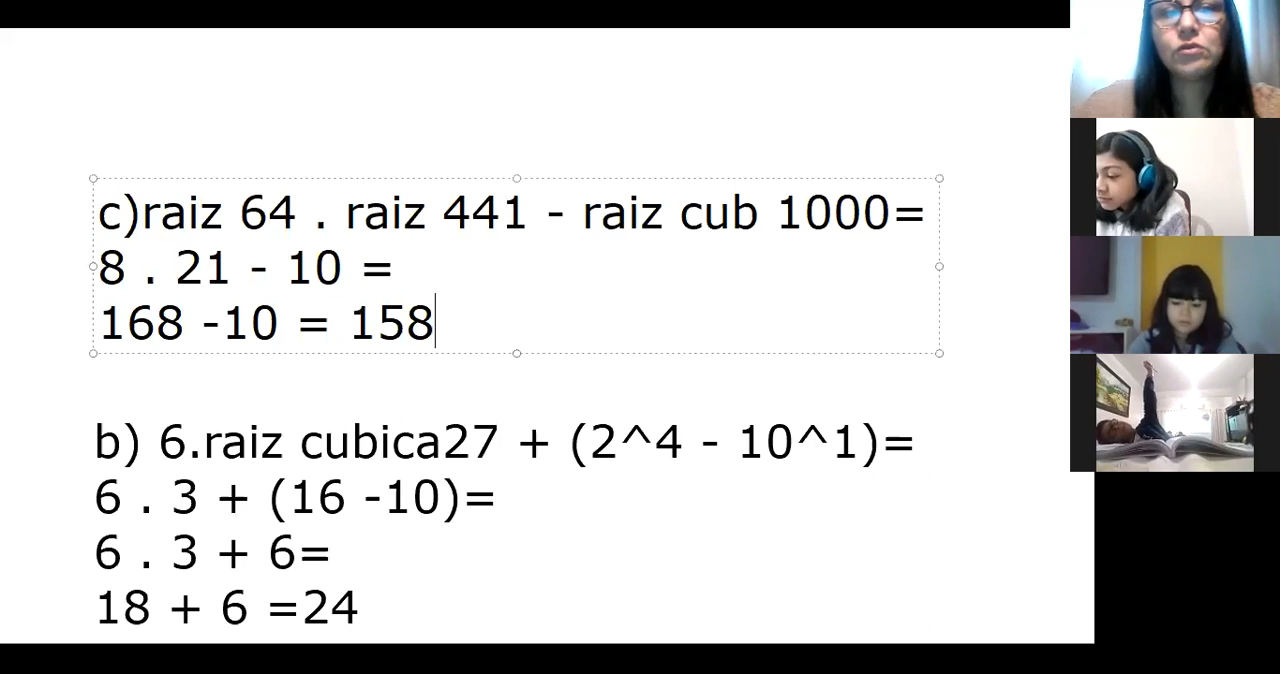 c)raiz 64 . raiz 441 - raiz cub 1000=
8 . 21 - 10 =
168 -10 = 158
b) 6.raiz cubica27 + (2^4 - 10^1)=
6 . 3 + (16 -10)=
6 . 3 + 6=
18 + 6 =24